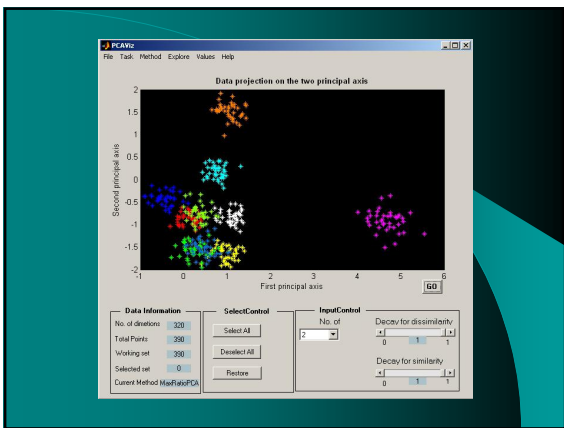 PCAViz
File Task Method Explore Values Help
Data projection on the two principal axis
2
1.5
1
0.5
0
-0.5
-1
-1.5
-2
Second principal axis
-1 0 1 2 3 4 5 6
First principal axis
GO
Data Information
No. of dinetions 320
Total Points 390
Working set 390
Selected set 0
Current Method MaxRatioPCA
SelectControl
Select All
Deselect All
Restore
InputControl
No. of
2
Decay for dissimilarity
0 1 1
Decay for similarity
0 1 1